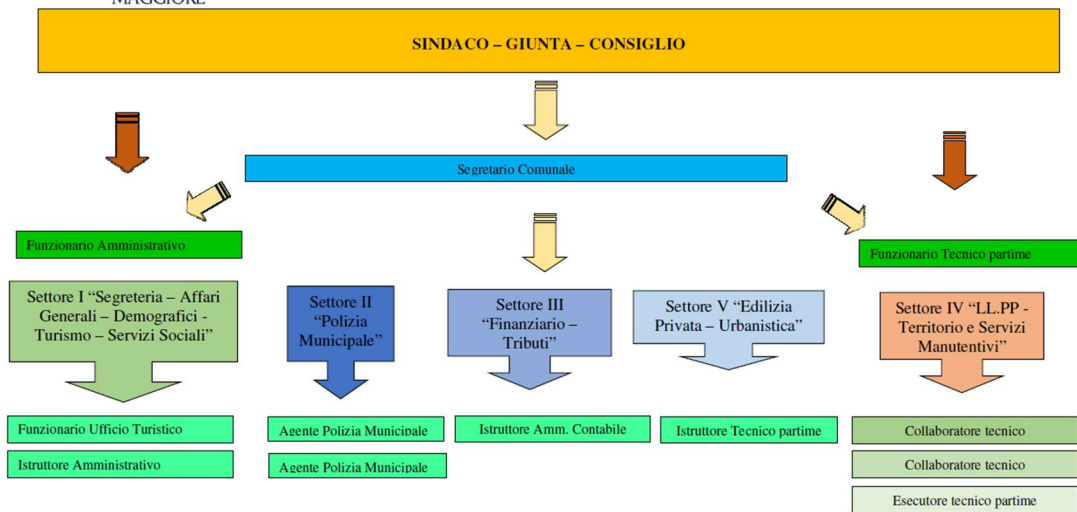 MAGGIORE
SINDACO – GIUNTA – CONSIGLIO
Segretario Comunale
Funzionario Amministrativo
Funzionario Tecnico partime
Settore I “Segreteria – Affari
Generali – Demografici -
Turismo – Servizi Sociali”
Settore II
“Polizia
Municipale”
Settore III
“Finanziario –
Tributi”
Settore V “Edilizia
Privata – Urbanistica”
Settore IV “LL.PP -
Territorio e Servizi
Manutentivi”
Funzionario Ufficio Turistico
Istruttore Amministrativo
Agente Polizia Municipale
Agente Polizia Municipale
Istruttore Amm. Contabile
Istruttore Tecnico partime
Collaboratore tecnico
Collaboratore tecnico
Esecutore tecnico partime